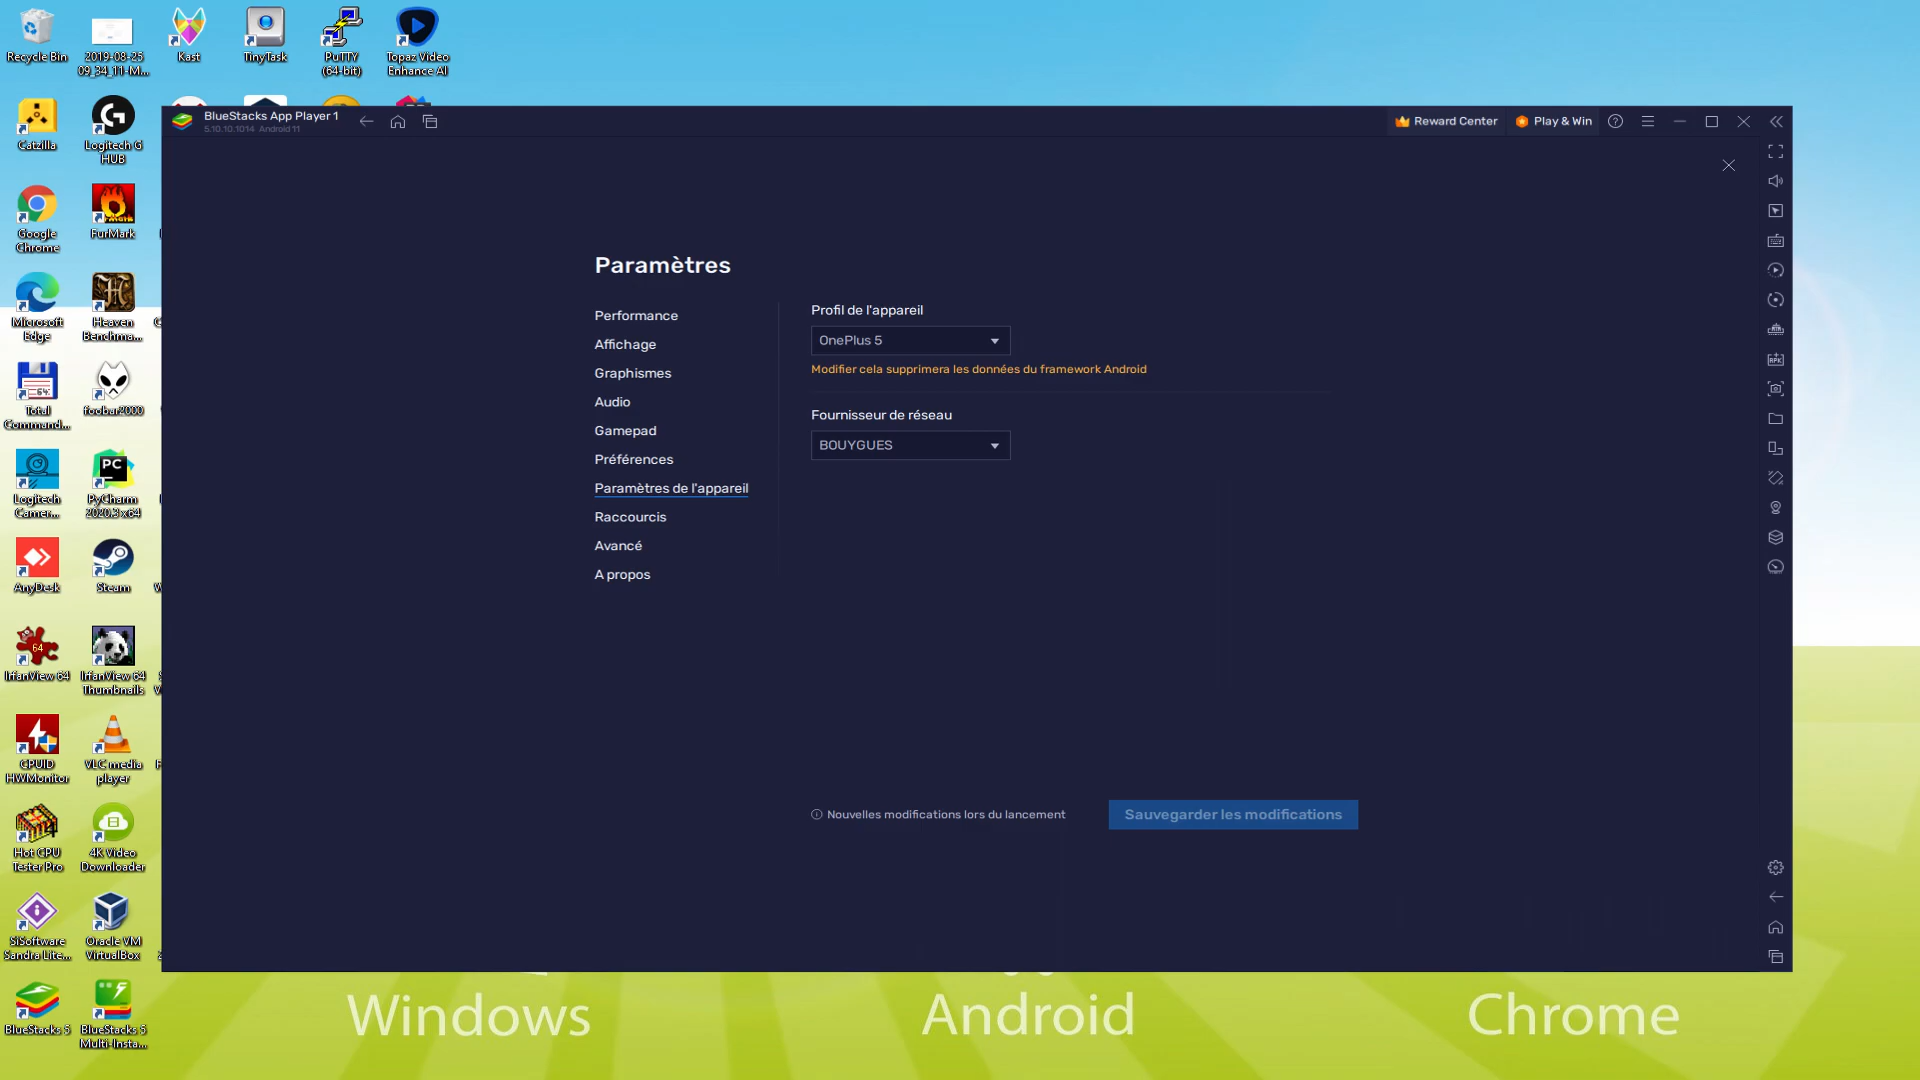 Recycle Bin
2019-08-25
09_34_11-M...
Kast
TinyTask
PuTTY
(64-bit)
Topaz Video
Enhance AI
Catzilla
Logitech G
HUB
Google
Chrome
FurMark
Microsoft
Edge
Heaven
Benchma...
Total
Command...
foobar2000
Logitech
Camer...
PyCharm
2020.3 x64
AnyDesk
Steam
IrfanView 64
IrfanView 64
Thumbnails
CPUID
HWMonitor
VLC media
player
Hot CPU
Tester Pro
4K Video
Downloader
SiSoftware
Sandra Lite...
Oracle VM
VirtualBox
BlueStacks 5
BlueStacks 5
Multi-Insta...
BlueStacks App Player 1
5.10.10.1014 Android 11
Reward Center
Play & Win
Paramètres
Performance
Affichage
Graphismes
Audio
Gamepad
Préférences
Paramètres de l'appareil
Raccourcis
Avancé
A propos
Profil de l'appareil
OnePlus 5
Modifier cela supprimera les données du framework Android
Fournisseur de réseau
BOUYGUES
Nouvelles modifications lors du lancement
Sauvegarder les modifications
Windows
Android
Chrome